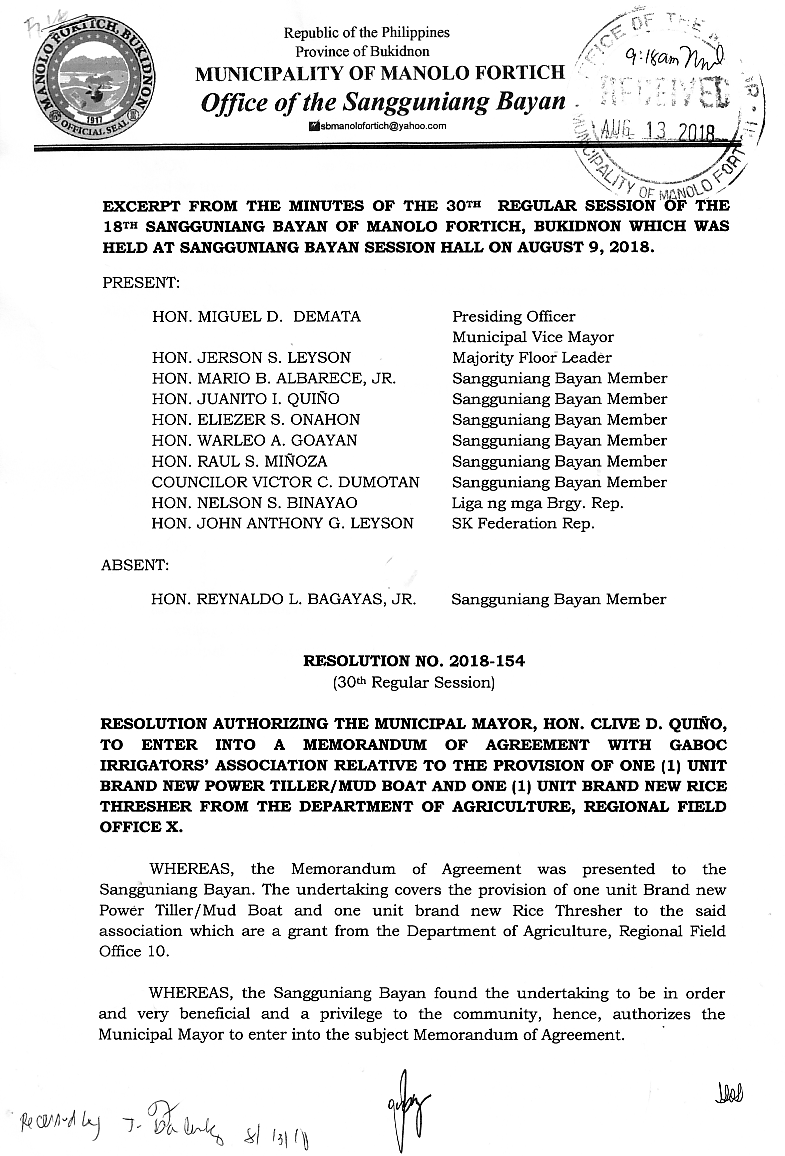 MANOLO FORTICH, BUKIDNON
1917
OFFICIAL SEAL
Republic of the Philippines
Province of Bukidnon
MUNICIPALITY OF MANOLO FORTICH
Office of the Sangguniang Bayan
sbmanolofortich@yahoo.com
OFFICE OF THE
9:18am
RECEIVED
AUG 13 2018
MUNICIPALITY OF MANOLO FORTICH
EXCERPT FROM THE MINUTES OF THE 30TH REGULAR SESSION OF THE
18TH SANGGUNIANG BAYAN OF MANOLO FORTICH, BUKIDNON WHICH WAS
HELD AT SANGGUNIANG BAYAN SESSION HALL ON AUGUST 9, 2018.
PRESENT:
HON. MIGUEL D. DEMATA Presiding Officer
Municipal Vice Mayor
HON. JERSON S. LEYSON Majority Floor Leader
HON. MARIO B. ALBARECE, JR. Sangguniang Bayan Member
HON. JUANITO I. QUIÑO Sangguniang Bayan Member
HON. ELIEZER S. ONAHON Sangguniang Bayan Member
HON. WARLEO A. GOAYAN Sangguniang Bayan Member
HON. RAUL S. MIÑOZA Sangguniang Bayan Member
COUNCILOR VICTOR C. DUMOTAN Sangguniang Bayan Member
HON. NELSON S. BINAYAO Liga ng mga Brgy. Rep.
HON. JOHN ANTHONY G. LEYSON SK Federation Rep.
ABSENT:
HON. REYNALDO L. BAGAYAS, JR. Sangguniang Bayan Member
RESOLUTION NO. 2018-154
(30th Regular Session)
RESOLUTION AUTHORIZING THE MUNICIPAL MAYOR, HON. CLIVE D. QUIÑO,
TO ENTER INTO A MEMORANDUM OF AGREEMENT WITH GABOC
IRRIGATORS' ASSOCIATION RELATIVE TO THE PROVISION OF ONE (1) UNIT
BRAND NEW POWER TILLER/MUD BOAT AND ONE (1) UNIT BRAND NEW RICE
THRESHER FROM THE DEPARTMENT OF AGRICULTURE, REGIONAL FIELD
OFFICE X.
WHEREAS, the Memorandum of Agreement was presented to the
Sangguniang Bayan. The undertaking covers the provision of one unit Brand new
Power Tiller/Mud Boat and one unit brand new Rice Thresher to the said
association which are a grant from the Department of Agriculture, Regional Field
Office 10.
WHEREAS, the Sangguniang Bayan found the undertaking to be in order
and very beneficial and a privilege to the community, hence, authorizes the
Municipal Mayor to enter into the subject Memorandum of Agreement.
Received by